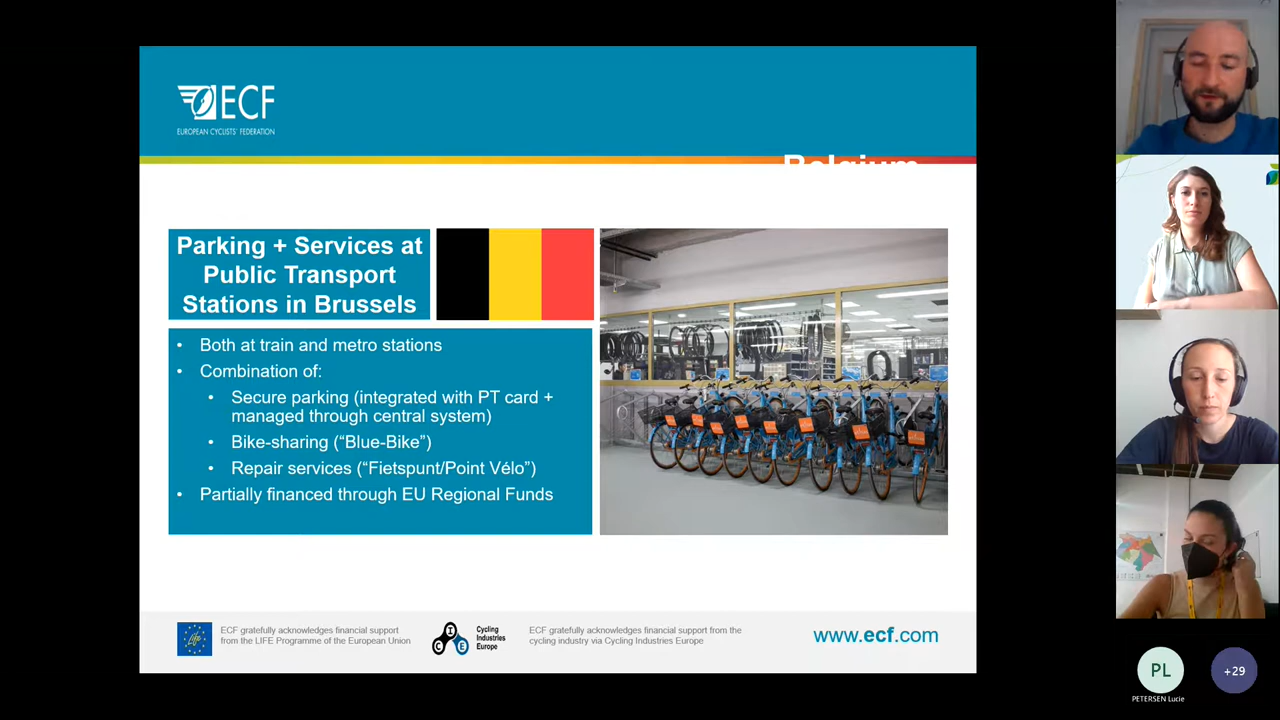 ECF
EUROPEAN CYCLISTS' FEDERATION
Belgium
Parking + Services at
Public Transport
Stations in Brussels
• Both at train and metro stations
• Combination of:
• Secure parking (integrated with PT card +
managed through central system)
• Bike-sharing (“Blue-Bike”)
• Repair services (“Fietspunt/Point Vélo”)
• Partially financed through EU Regional Funds
Life
ECF gratefully acknowledges financial support
from the LIFE Programme of the European Union
C I E
Cycling
Industries
Europe
ECF gratefully acknowledges financial support from the
cycling industry via Cycling Industries Europe
www.ecf.com
PL
PETERSEN Lucie
+29